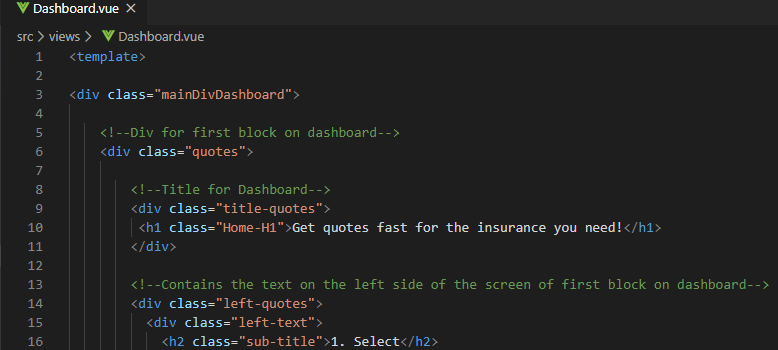 Dashboard.vue ×
src > views > Dashboard.vue
1 <template>
2
3 <div class="mainDivDashboard">
4
5 <!--Div for first block on dashboard-->
6 <div class="quotes">
7
8 <!--Title for Dashboard-->
9 <div class="title-quotes">
10 <h1 class="Home-H1">Get quotes fast for the insurance you need!</h1>
11 </div>
12
13 <!--Contains the text on the left side of the screen of first block on dashboard-->
14 <div class="left-quotes">
15 <div class="left-text">
16 <h2 class="sub-title">1. Select</h2>